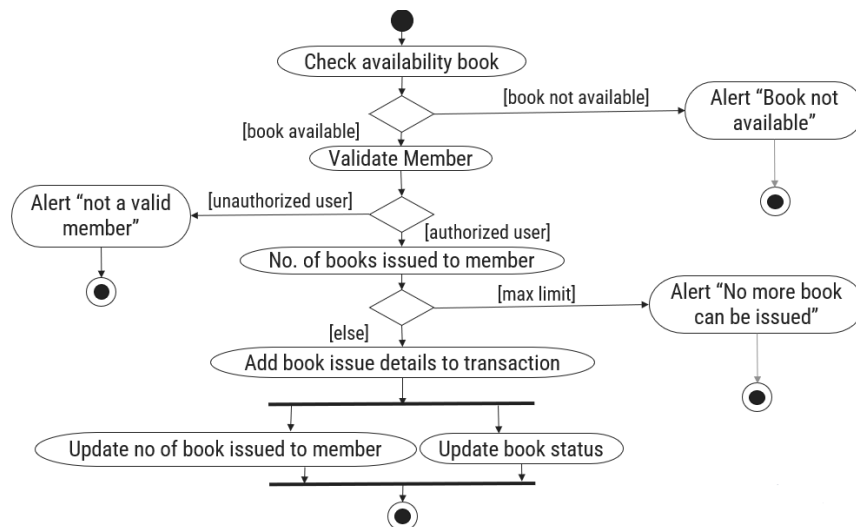 Check availability book
[book not available]
Alert “Book not
available”
[book available]
Validate Member
[unauthorized user]
Alert “not a valid
member”
[authorized user]
No. of books issued to member
[max limit]
Alert “No more book
can be issued”
[else]
Add book issue details to transaction
Update no of book issued to member
Update book status